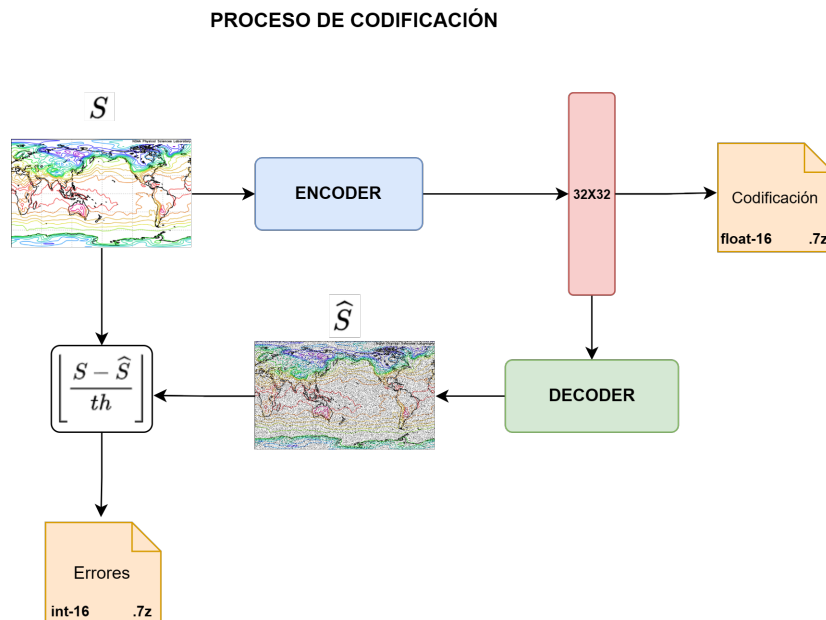 PROCESO DE CODIFICACIÓN
S
ENCODER
32X32
Codificación
float-16 .7z
Ŝ
⌊(S − Ŝ) / th⌋
DECODER
Errores
int-16 .7z